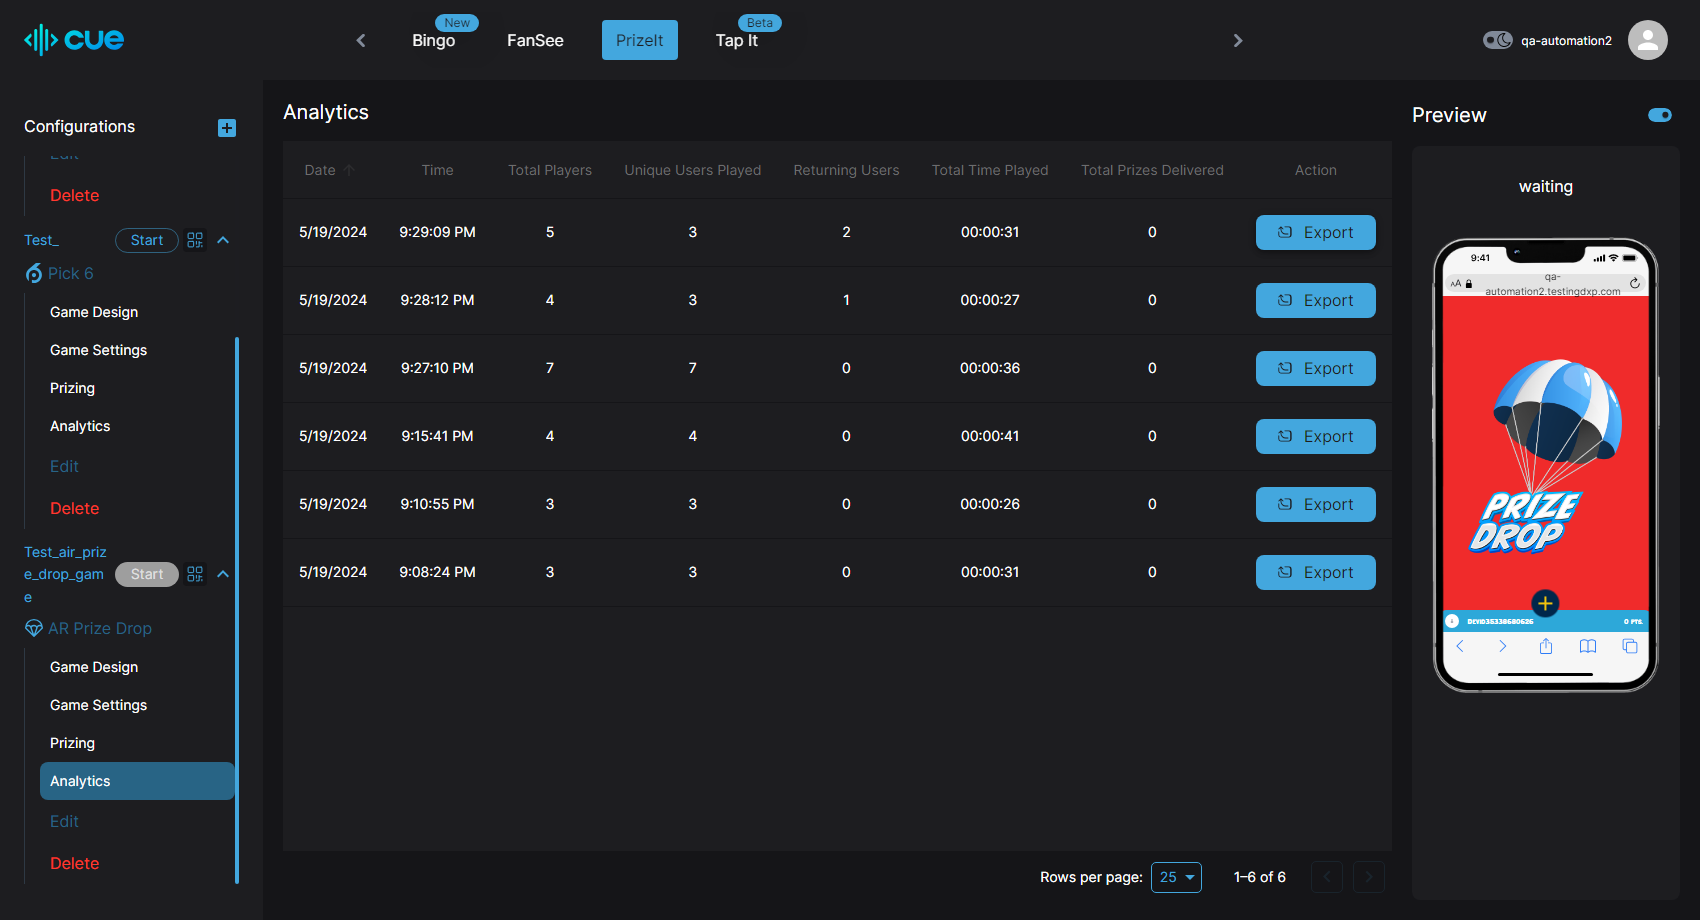 cue
Bingo
New
FanSee
PrizeIt
Tap It
Beta
qa-automation2
Configurations
Edit
Delete
Test_
Start
Pick 6
Game Design
Game Settings
Prizing
Analytics
Edit
Delete
Test_air_priz
e_drop_gam
e
Start
AR Prize Drop
Game Design
Game Settings
Prizing
Analytics
Edit
Delete
Analytics
Date Time Total Players Unique Users Played Returning Users Total Time Played Total Prizes Delivered Action
5/19/2024 9:29:09 PM 5 3 2 00:00:31 0 Export
5/19/2024 9:28:12 PM 4 3 1 00:00:27 0 Export
5/19/2024 9:27:10 PM 7 7 0 00:00:36 0 Export
5/19/2024 9:15:41 PM 4 4 0 00:00:41 0 Export
5/19/2024 9:10:55 PM 3 3 0 00:00:26 0 Export
5/19/2024 9:08:24 PM 3 3 0 00:00:31 0 Export
Rows per page: 25 1–6 of 6
Preview
waiting
9:41
AA
qa-
automation2.testingdxp.com
PRIZE
DROP
0 PTS.